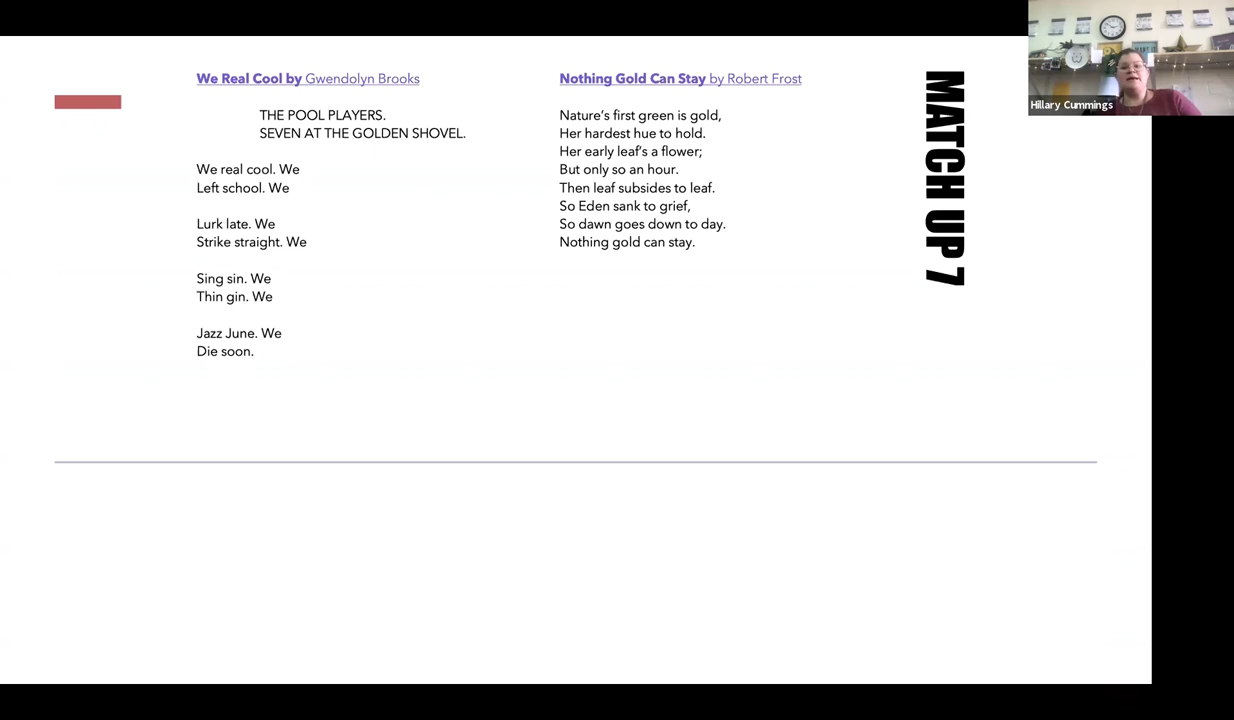 We Real Cool by Gwendolyn Brooks
THE POOL PLAYERS.
SEVEN AT THE GOLDEN SHOVEL.
We real cool. We
Left school. We
Lurk late. We
Strike straight. We
Sing sin. We
Thin gin. We
Jazz June. We
Die soon.
Nothing Gold Can Stay by Robert Frost
Nature's first green is gold,
Her hardest hue to hold.
Her early leaf's a flower;
But only so an hour.
Then leaf subsides to leaf.
So Eden sank to grief,
So dawn goes down to day.
Nothing gold can stay.
MATCH UP 7
Hillary Cummings